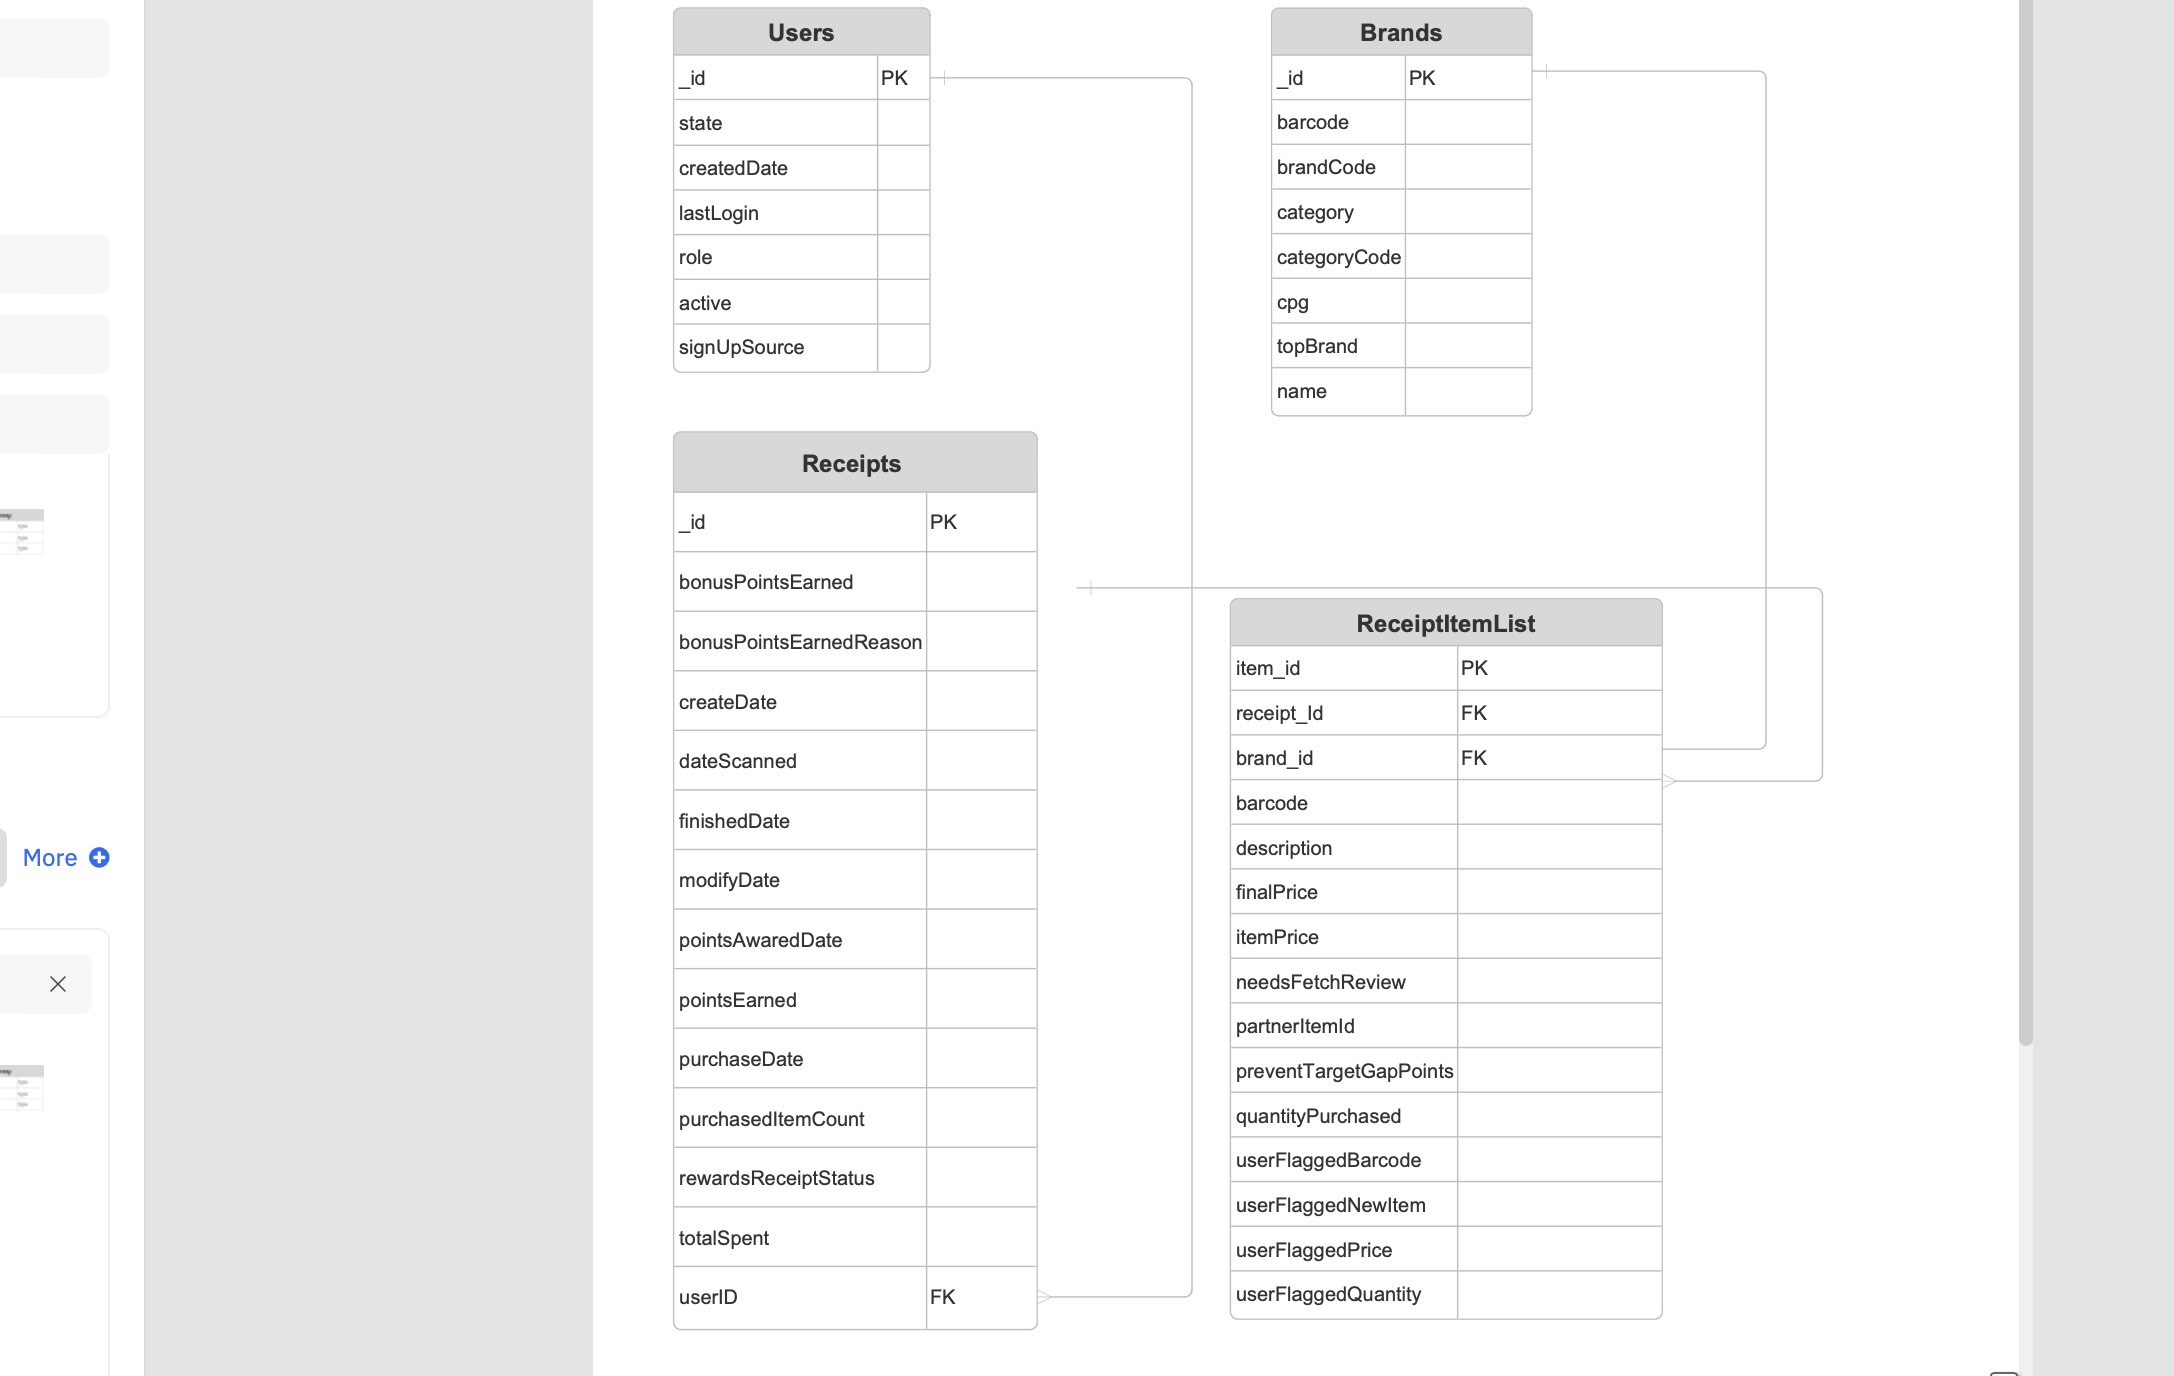 Users
_id PK
state
createdDate
lastLogin
role
active
signUpSource
Brands
_id PK
barcode
brandCode
category
categoryCode
cpg
topBrand
name
Receipts
_id PK
bonusPointsEarned
bonusPointsEarnedReason
createDate
dateScanned
finishedDate
modifyDate
pointsAwaredDate
pointsEarned
purchaseDate
purchasedItemCount
rewardsReceiptStatus
totalSpent
userID FK
ReceiptItemList
item_id PK
receipt_Id FK
brand_id FK
barcode
description
finalPrice
itemPrice
needsFetchReview
partnerItemId
preventTargetGapPoints
quantityPurchased
userFlaggedBarcode
userFlaggedNewItem
userFlaggedPrice
userFlaggedQuantity
More